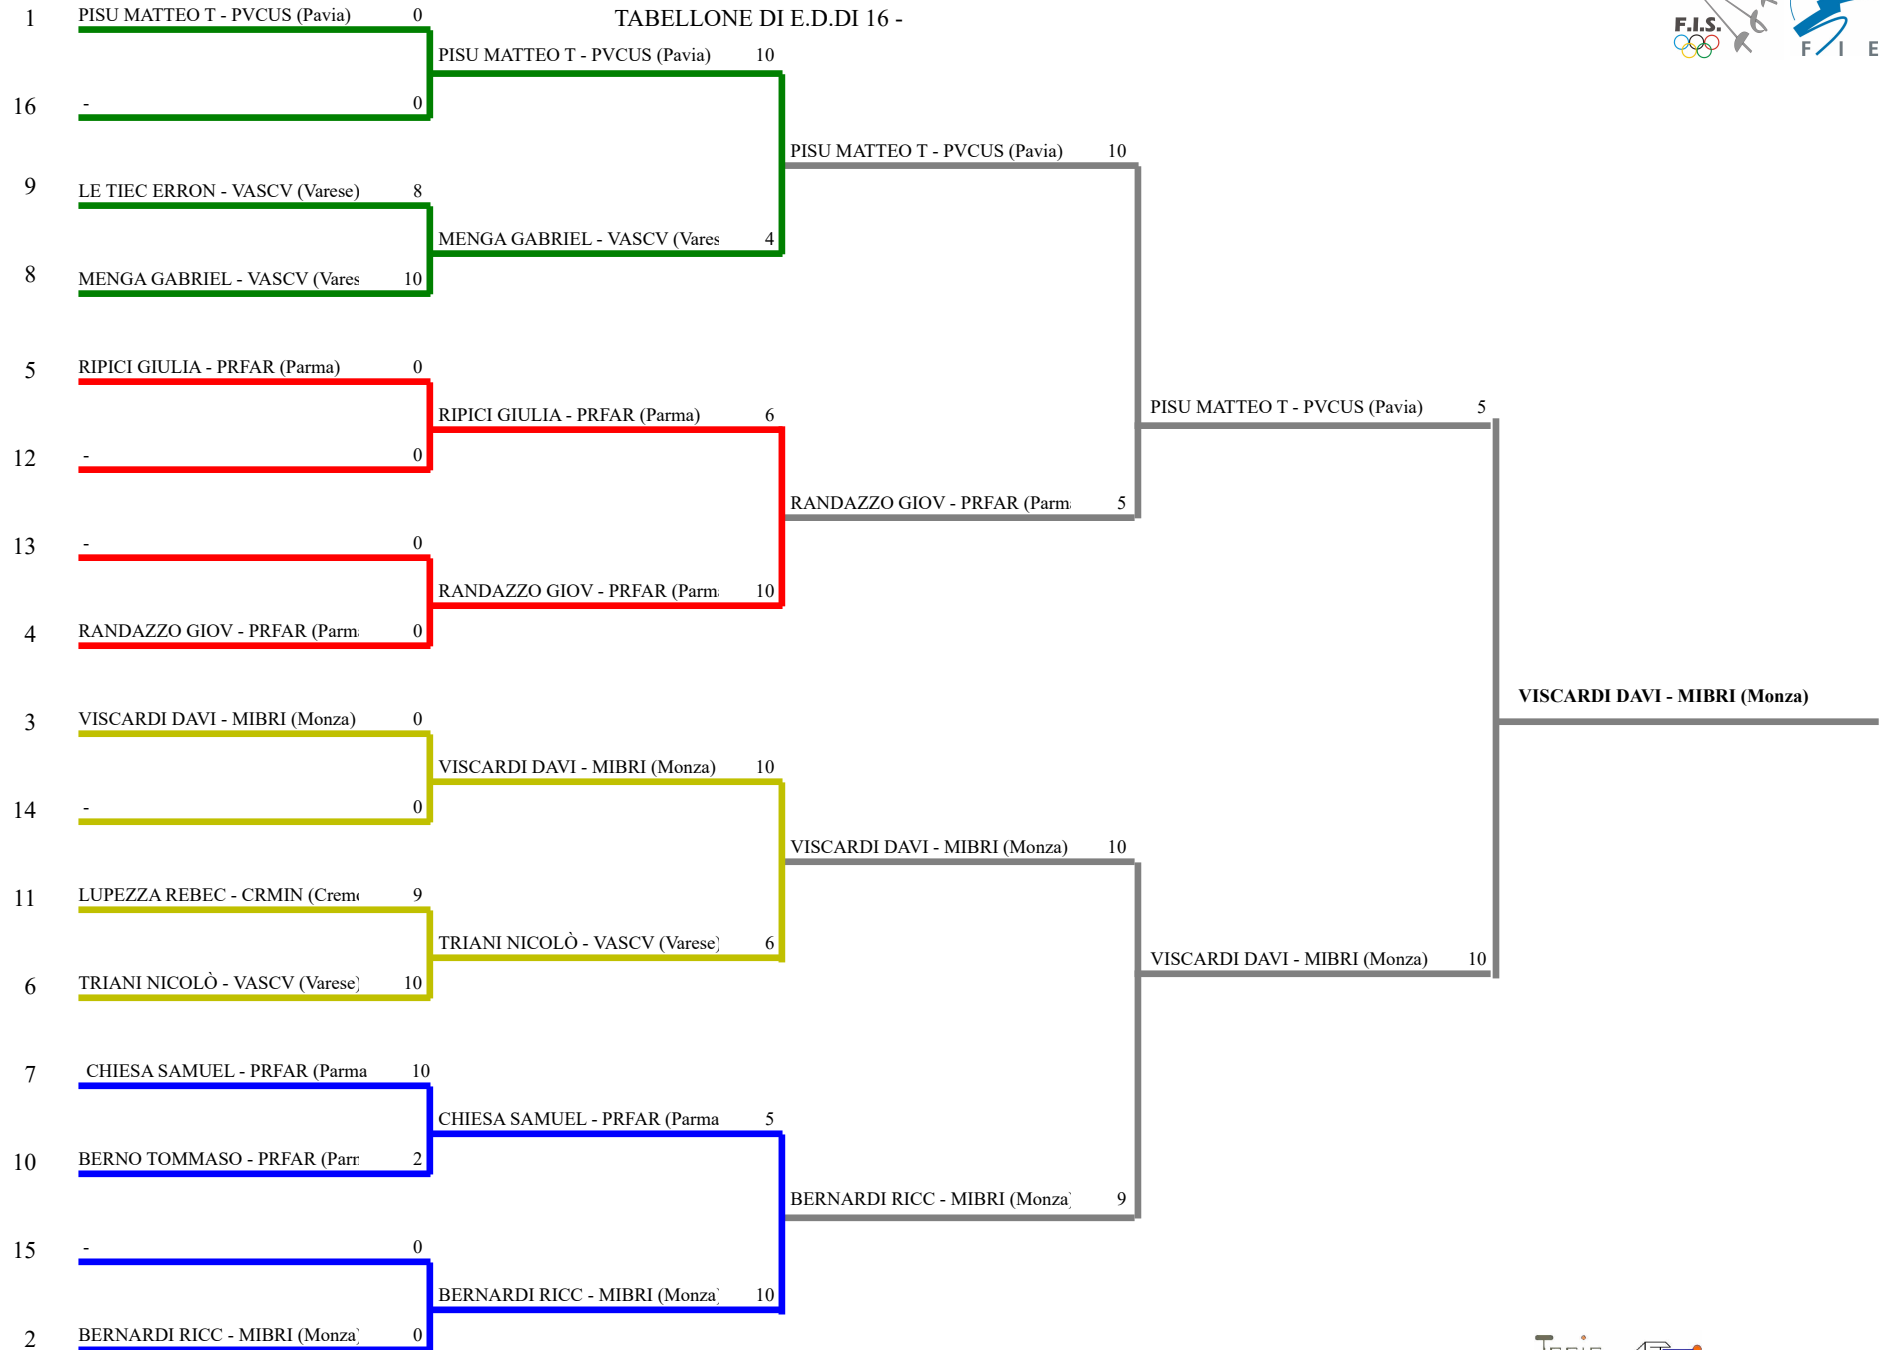 TABELLONE DI E.D.DI 16 -
F.I.S.
F I E
1 PISU MATTEO T - PVCUS (Pavia) 0
PISU MATTEO T - PVCUS (Pavia) 10
16 - 0
PISU MATTEO T - PVCUS (Pavia) 10
9 LE TIEC ERRON - VASCV (Varese) 8
MENGA GABRIEL - VASCV (Vares 4
8 MENGA GABRIEL - VASCV (Vares 10
5 RIPICI GIULIA - PRFAR (Parma) 0
PISU MATTEO T - PVCUS (Pavia) 5
RIPICI GIULIA - PRFAR (Parma) 6
12 - 0
RANDAZZO GIOV - PRFAR (Parm 5
13 - 0
RANDAZZO GIOV - PRFAR (Parm 10
4 RANDAZZO GIOV - PRFAR (Parm 0
VISCARDI DAVI - MIBRI (Monza)
3 VISCARDI DAVI - MIBRI (Monza) 0
VISCARDI DAVI - MIBRI (Monza) 10
14 - 0
VISCARDI DAVI - MIBRI (Monza) 10
11 LUPEZZA REBEC - CRMIN (Crem 9
TRIANI NICOLÒ - VASCV (Varese) 6
VISCARDI DAVI - MIBRI (Monza) 10
6 TRIANI NICOLÒ - VASCV (Varese) 10
7 CHIESA SAMUEL - PRFAR (Parma 10
CHIESA SAMUEL - PRFAR (Parma 5
10 BERNO TOMMASO - PRFAR (Par 2
BERNARDI RICC - MIBRI (Monza) 9
15 - 0
BERNARDI RICC - MIBRI (Monza) 10
2 BERNARDI RICC - MIBRI (Monza) 0